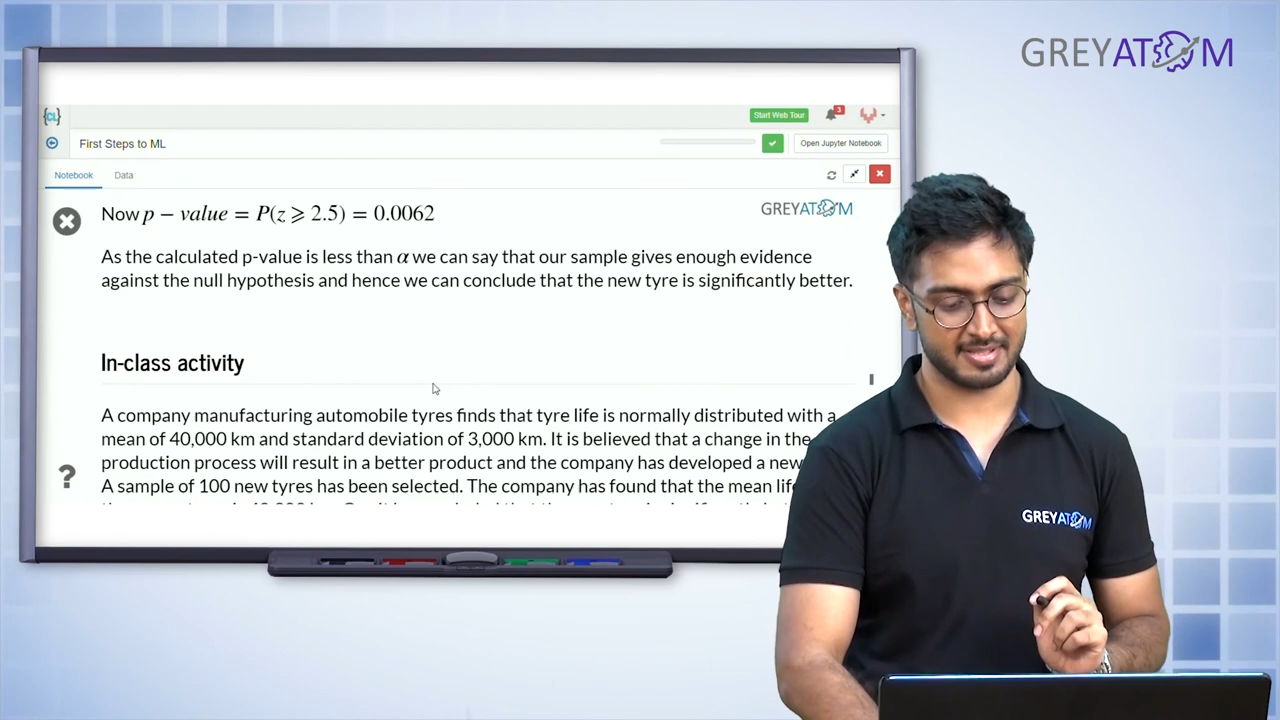 GREYATOM
{CL}
Start Web Tour
3
First Steps to ML
Open Jupyter Notebook
Notebook
Data
Now p − value = P(z ⩾ 2.5) = 0.0062
GREYATOM
As the calculated p-value is less than α we can say that our sample gives enough evidence
against the null hypothesis and hence we can conclude that the new tyre is significantly better.
In-class activity
A company manufacturing automobile tyres finds that tyre life is normally distributed with a
mean of 40,000 km and standard deviation of 3,000 km. It is believed that a change in the
production process will result in a better product and the company has developed a new
?
A sample of 100 new tyres has been selected. The company has found that the mean life
GREYATOM